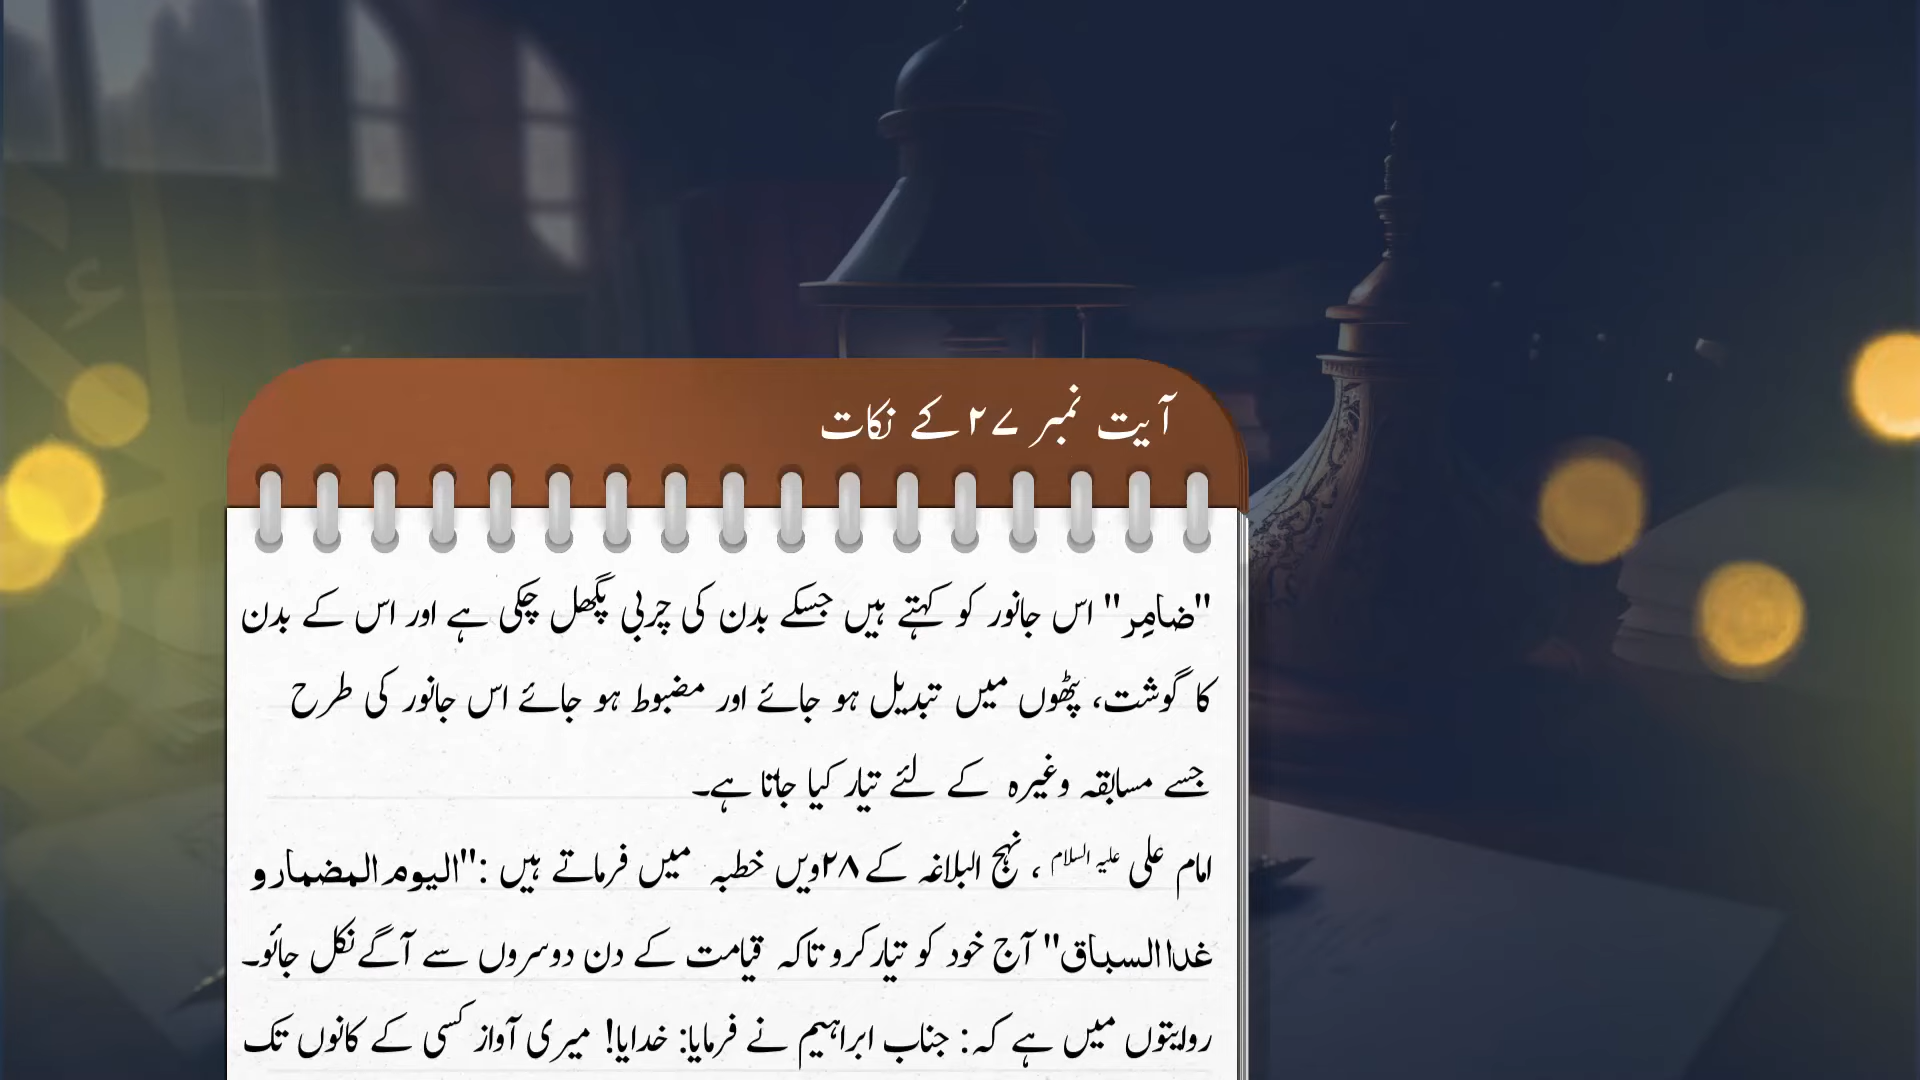 آیت نمبر ۲۷ کے نکات
"ضامِر" اس جانور کو کہتے ہیں جسکے بدن کی چربی پگھل چکی ہے اور اس کے بدن
کا گوشت، پٹھوں میں تبدیل ہو جائے اور مضبوط ہو جائے اس جانور کی طرح
جسے مسابقہ وغیرہ کے لئے تیار کیا جاتا ہے۔
امام علی علیہ السلام ، نہج البلاغہ کے ۲۸ویں خطبہ میں فرماتے ہیں :"الیوم المضمار و
غدا السباق" آج خود کو تیار کرو تاکہ قیامت کے دن دوسروں سے آگے نکل جائو۔
روایتوں میں ہے کہ: جناب ابراہیم نے فرمایا: خدایا! میری آواز کسی کے کانوں تک